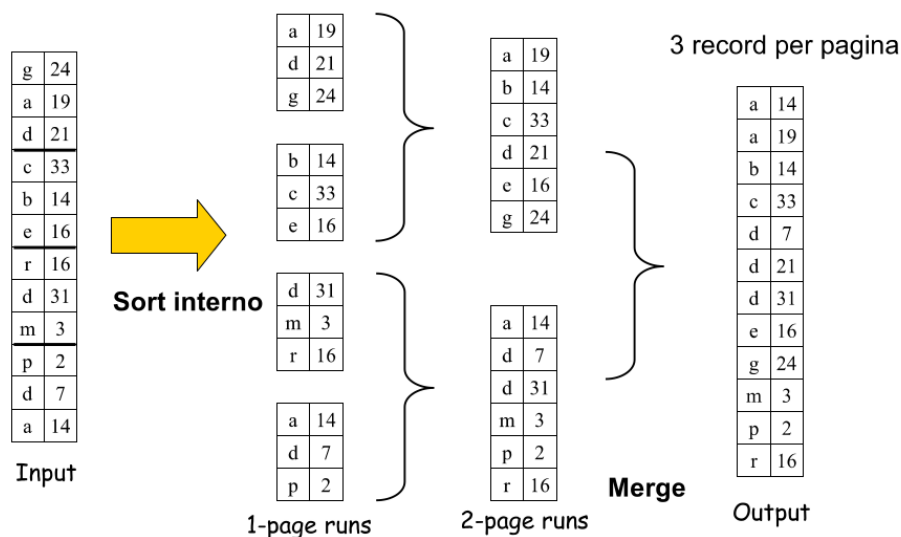 3 record per pagina
g 24
a 19
d 21
c 33
b 14
e 16
r 16
d 31
m 3
p 2
d 7
a 14
Input
Sort interno
a 19
d 21
g 24
b 14
c 33
e 16
d 31
m 3
r 16
a 14
d 7
p 2
1-page runs
a 19
b 14
c 33
d 21
e 16
g 24
a 14
d 7
d 31
m 3
p 2
r 16
2-page runs
Merge
a 14
a 19
b 14
c 33
d 7
d 21
d 31
e 16
g 24
m 3
p 2
r 16
Output